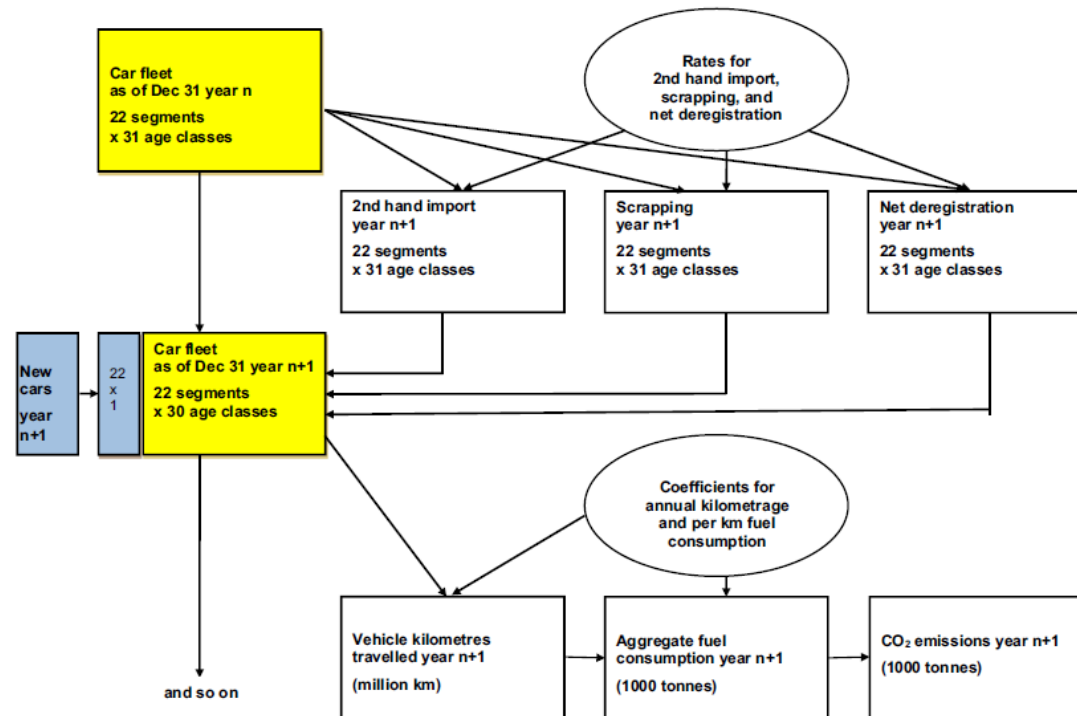 Car fleet
as of Dec 31 year n
22 segments
x 31 age classes
Rates for
2nd hand import,
scrapping, and
net deregistration
2nd hand import
year n+1
22 segments
x 31 age classes
Scrapping
year n+1
22 segments
x 31 age classes
Net deregistration
year n+1
22 segments
x 31 age classes
New
cars
year
n+1
22
x
1
Car fleet
as of Dec 31 year n+1
22 segments
x 30 age classes
Coefficients for
annual kilometrage
and per km fuel
consumption
Vehicle kilometres
travelled year n+1
(million km)
Aggregate fuel
consumption year n+1
(1000 tonnes)
CO₂ emissions year n+1
(1000 tonnes)
and so on